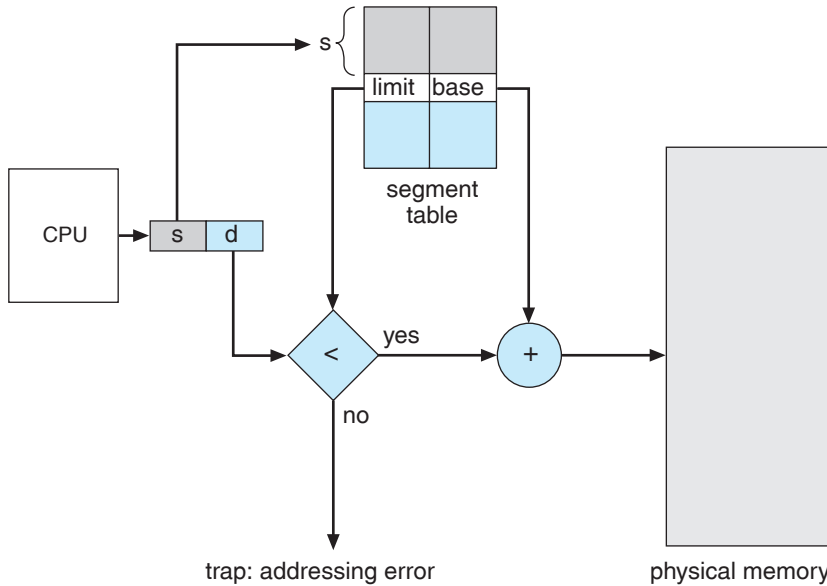 s
limit base
segment
table
CPU
s d
<
yes
+
no
trap: addressing error
physical memory